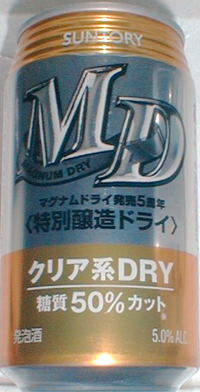 SUNTORY
MD
MAGNUM DRY
マグナムドライ発売5周年
〈特別醸造ドライ〉
クリア系DRY
糖質50%カット※
発泡酒 5.0% ALC.